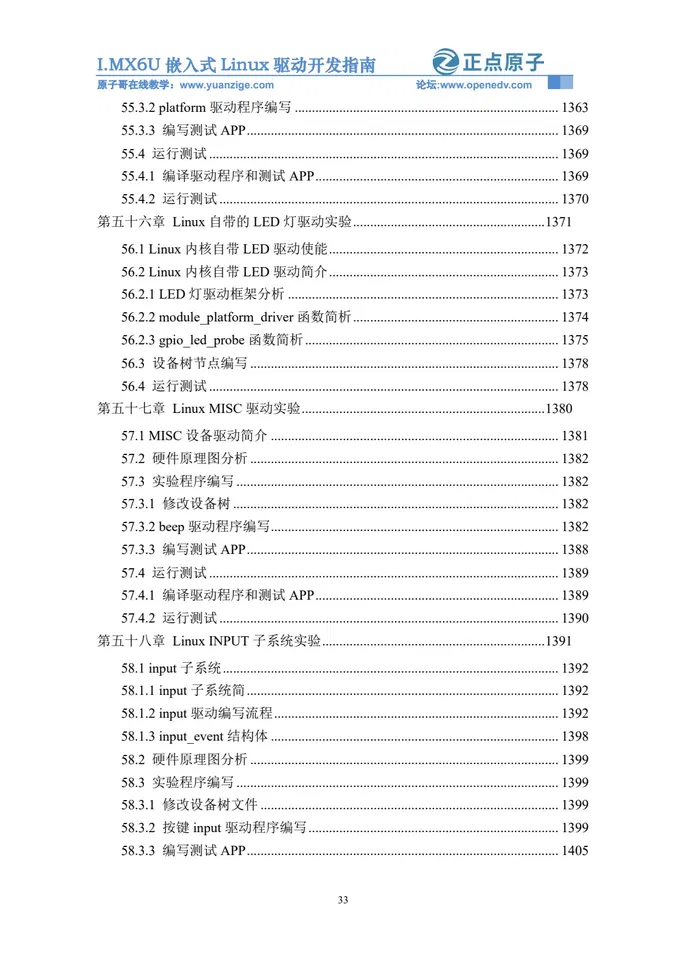 I.MX6U 嵌入式 Linux 驱动开发指南
正点原子
原子哥在线教学：www.yuanzige.com
论坛:www.openedv.com
55.3.2 platform 驱动程序编写 ........ 1363
55.3.3 编写测试 APP ........ 1369
55.4 运行测试 ........ 1369
55.4.1 编译驱动程序和测试 APP ........ 1369
55.4.2 运行测试 ........ 1370
第五十六章 Linux 自带的 LED 灯驱动实验 ........ 1371
56.1 Linux 内核自带 LED 驱动使能 ........ 1372
56.2 Linux 内核自带 LED 驱动简介 ........ 1373
56.2.1 LED 灯驱动框架分析 ........ 1373
56.2.2 module_platform_driver 函数简析 ........ 1374
56.2.3 gpio_led_probe 函数简析 ........ 1375
56.3 设备树节点编写 ........ 1378
56.4 运行测试 ........ 1378
第五十七章 Linux MISC 驱动实验 ........ 1380
57.1 MISC 设备驱动简介 ........ 1381
57.2 硬件原理图分析 ........ 1382
57.3 实验程序编写 ........ 1382
57.3.1 修改设备树 ........ 1382
57.3.2 beep 驱动程序编写 ........ 1382
57.3.3 编写测试 APP ........ 1388
57.4 运行测试 ........ 1389
57.4.1 编译驱动程序和测试 APP ........ 1389
57.4.2 运行测试 ........ 1390
第五十八章 Linux INPUT 子系统实验 ........ 1391
58.1 input 子系统 ........ 1392
58.1.1 input 子系统简 ........ 1392
58.1.2 input 驱动编写流程 ........ 1392
58.1.3 input_event 结构体 ........ 1398
58.2 硬件原理图分析 ........ 1399
58.3 实验程序编写 ........ 1399
58.3.1 修改设备树文件 ........ 1399
58.3.2 按键 input 驱动程序编写 ........ 1399
58.3.3 编写测试 APP ........ 1405
33